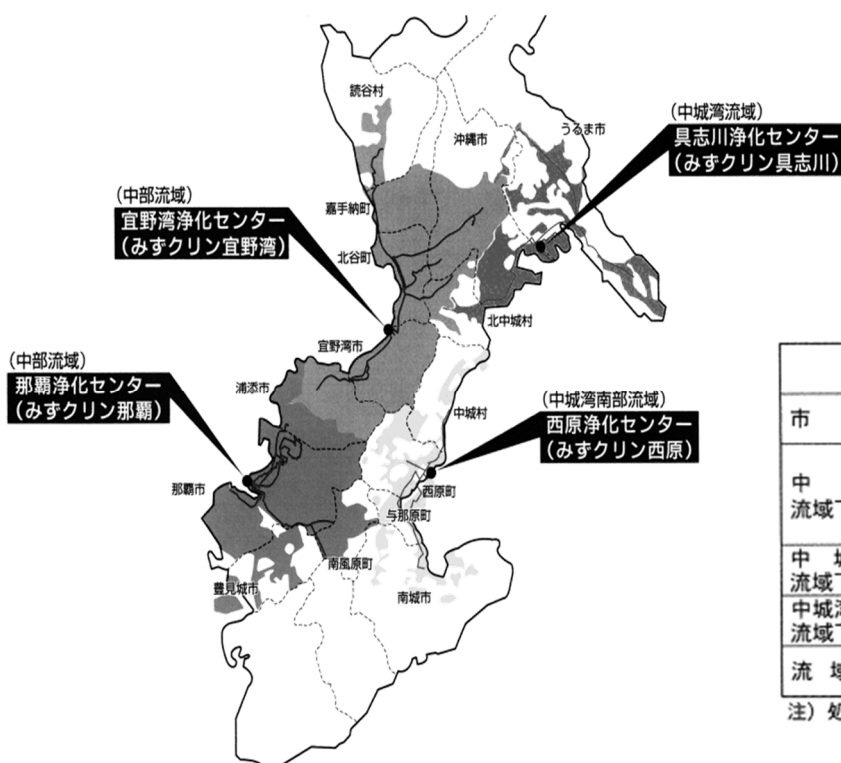 読谷村
沖縄市
うるま市
(中城湾流域)
具志川浄化センター
(みずクリン具志川)
(中部流域)
宜野湾浄化センター
(みずクリン宜野湾)
嘉手納町
北谷町
北中城村
宜野湾市
(中部流域)
那覇浄化センター
(みずクリン那覇)
浦添市
中城村
(中城湾南部流域)
西原浄化センター
(みずクリン西原)
那覇市
西原町
与那原町
南風原町
豊見城市
南城市
市
中
流域
中 城
流域
中城湾
流域
流 域
注) 処